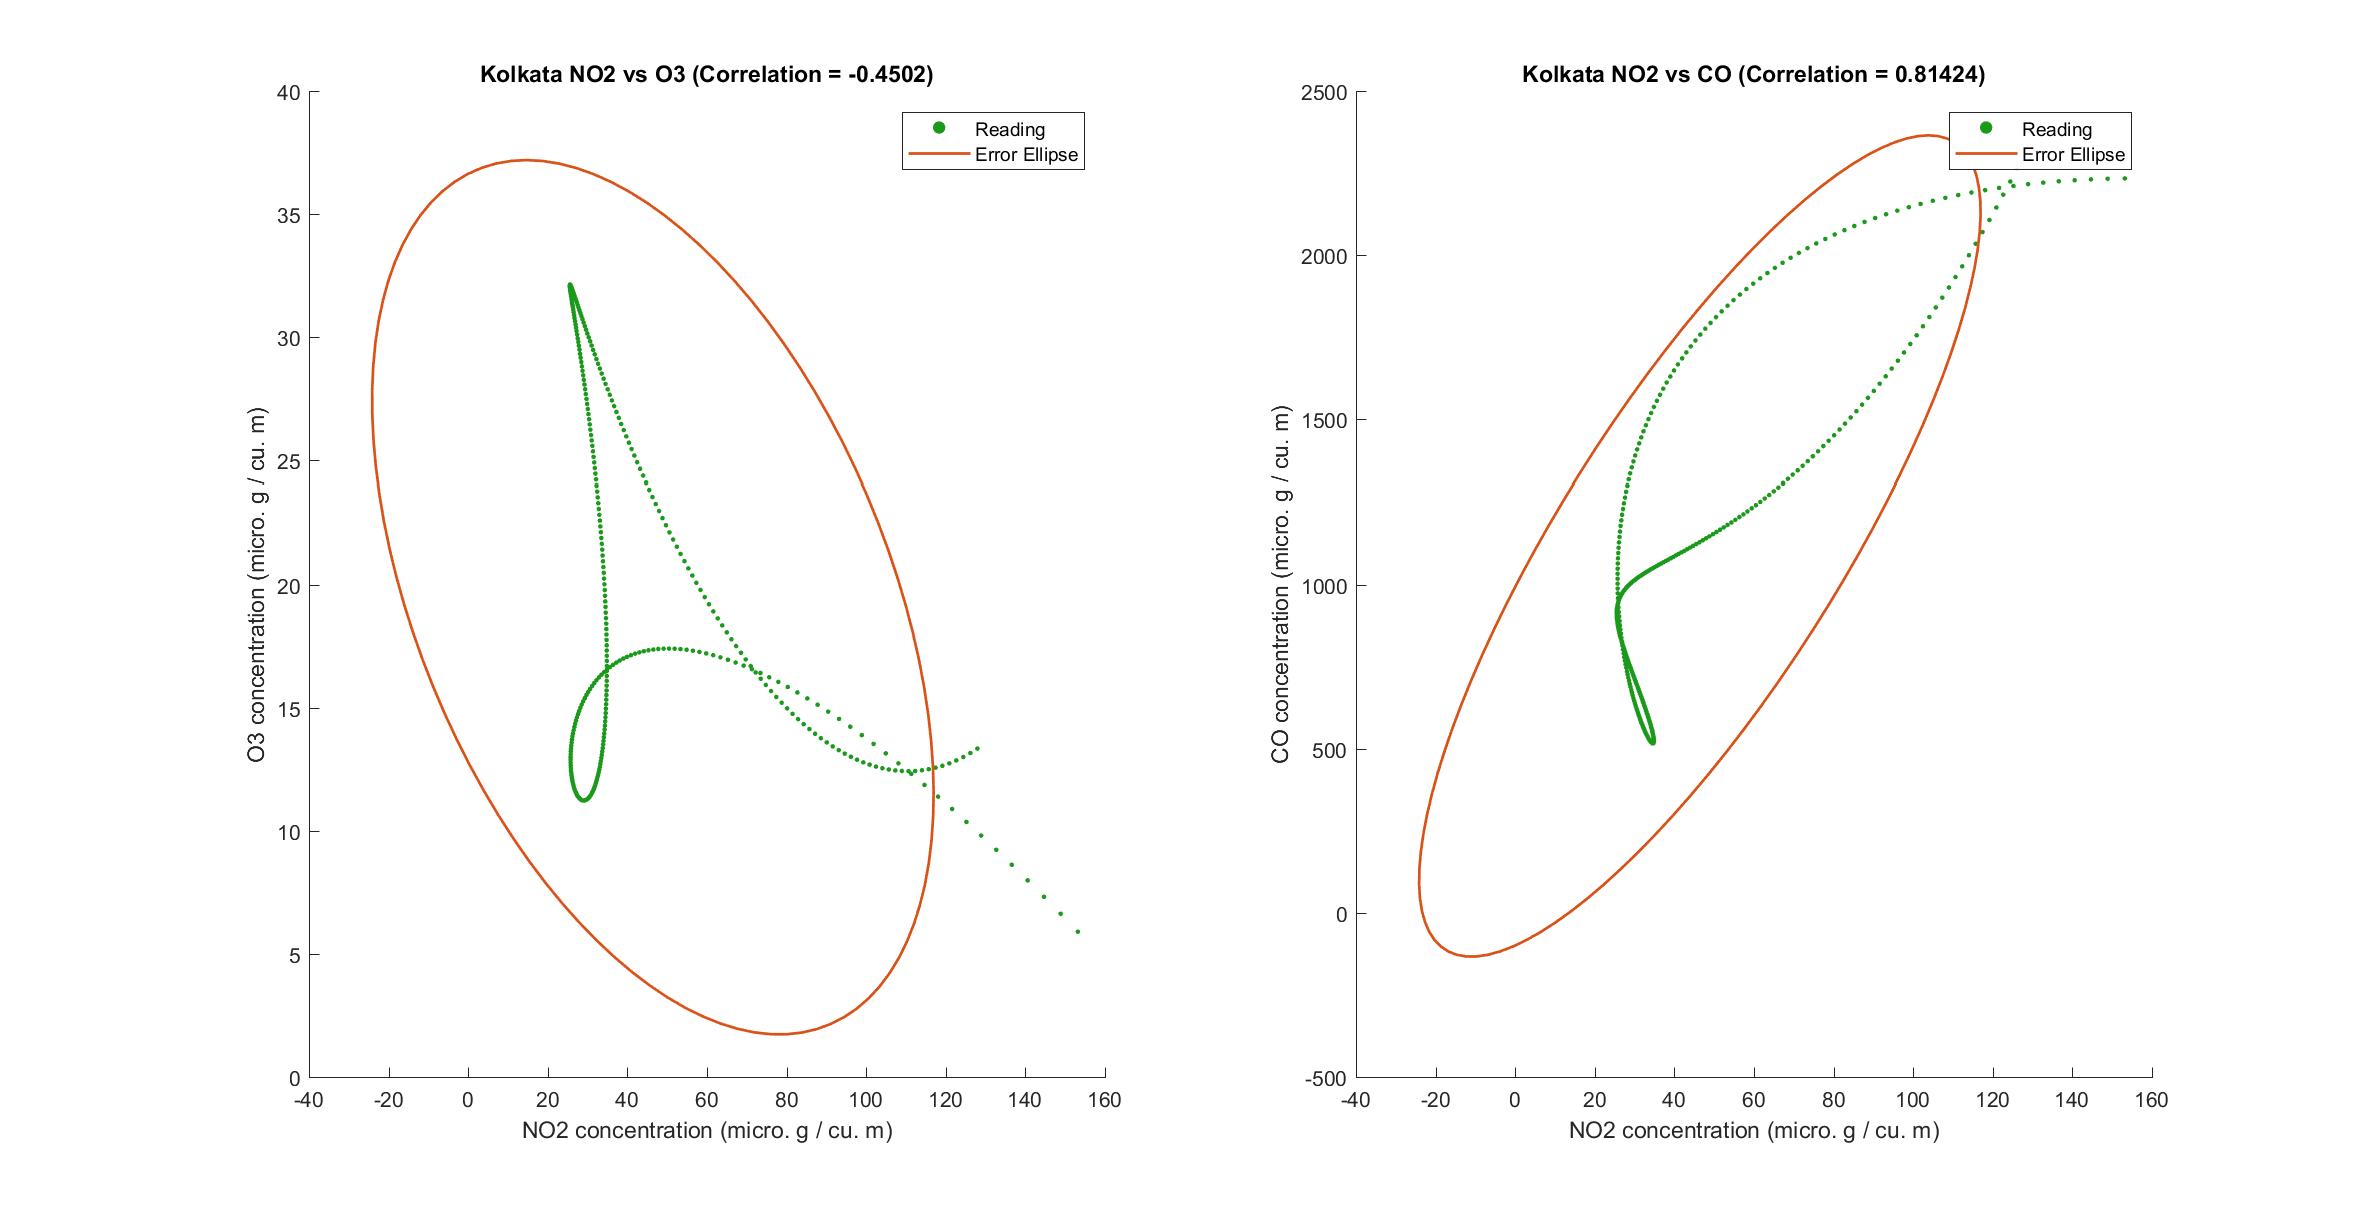 Kolkata NO2 vs O3 (Correlation = -0.4502)
40
35
30
25
20
15
10
5
0
O3 concentration (micro. g / cu. m)
Reading
Error Ellipse
-40 -20 0 20 40 60 80 100 120 140 160
NO2 concentration (micro. g / cu. m)
Kolkata NO2 vs CO (Correlation = 0.81424)
2500
2000
1500
1000
500
0
-500
CO concentration (micro. g / cu. m)
Reading
Error Ellipse
-40 -20 0 20 40 60 80 100 120 140 160
NO2 concentration (micro. g / cu. m)